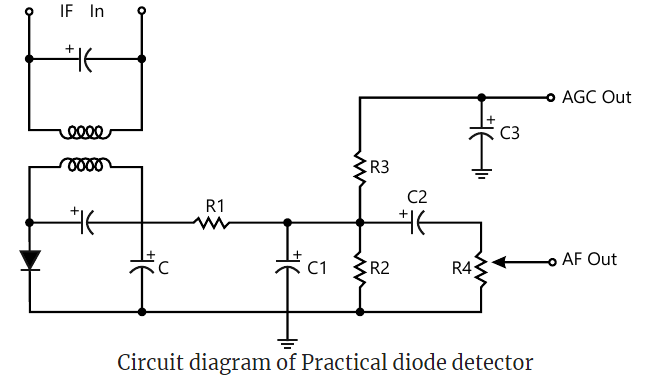 IF In
AGC Out
C3
R3
C2
R1
C
C1
R2
R4
AF Out
Circuit diagram of Practical diode detector